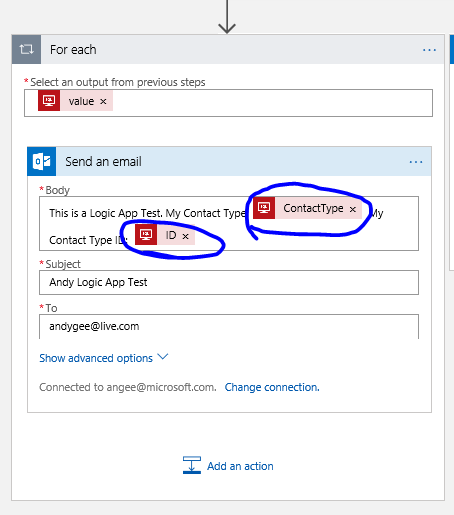 For each
...
*Select an output from previous steps
value ×
Send an email
...
*Body
This is a Logic App Test. My Contact Type ContactType × My
Contact Type ID: ID ×
*Subject
Andy Logic App Test
*To
andygee@live.com
Show advanced options
Connected to angee@microsoft.com. Change connection.
Add an action